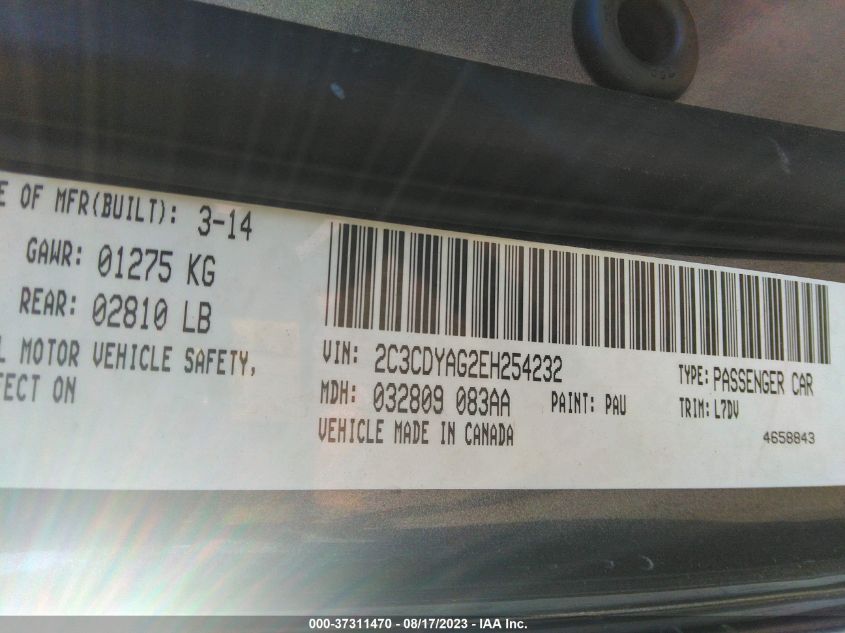 E OF MFR(BUILT): 3-14
GAWR: 01275 KG
REAR: 02810 LB
L MOTOR VEHICLE SAFETY,
FECT ON
VIN: 2C3CDYAG2EH254232
MDH: 032809 083AA PAINT: PAU
VEHICLE MADE IN CANADA
TYPE: PASSENGER CAR
TRIM: L7DV
4658843
000-37311470 - 08/17/2023 - IAA Inc.